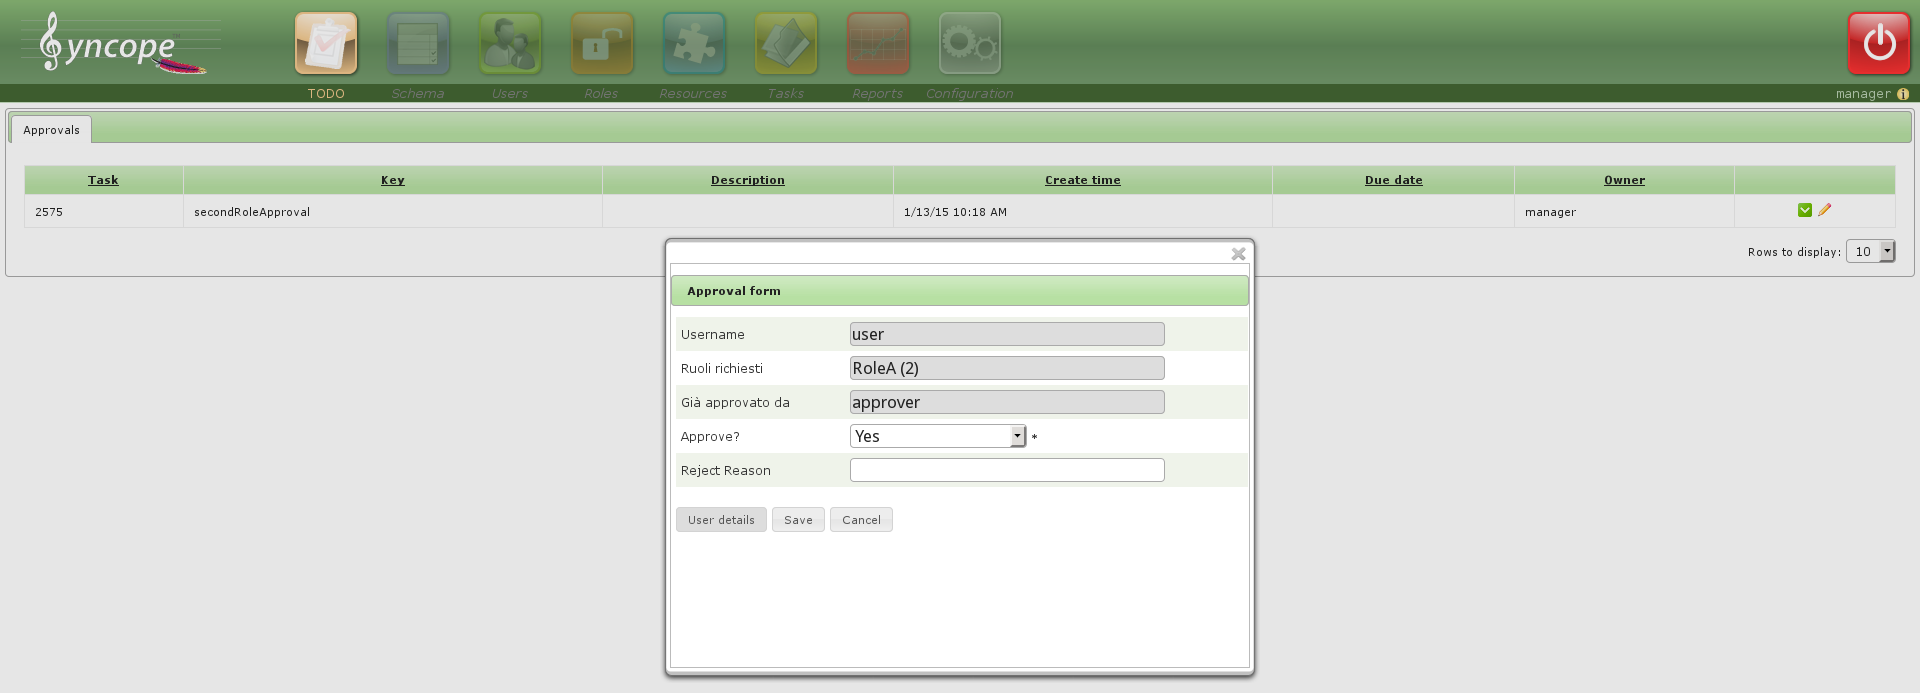 Syncope
TODO Schema Users Roles Resources Tasks Reports Configuration manager
Approvals
Task Key Description Create time Due date Owner
2575 secondRoleApproval 1/13/15 10:18 AM manager
Rows to display: 10
Approval form
Username user
Ruoli richiesti RoleA (2)
Già approvato da approver
Approve? Yes *
Reject Reason
User details Save Cancel